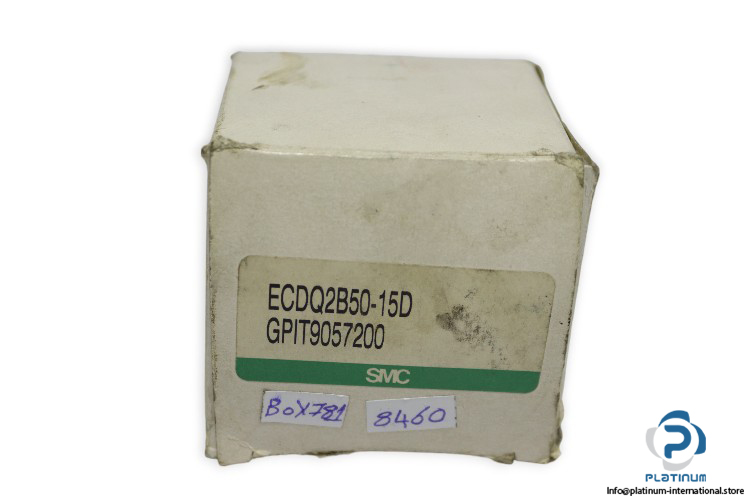 ECDQ2B50-15D
GPIT9057200
SMC
BOX781
8460
PLATINUM
Info@platinum-international.store